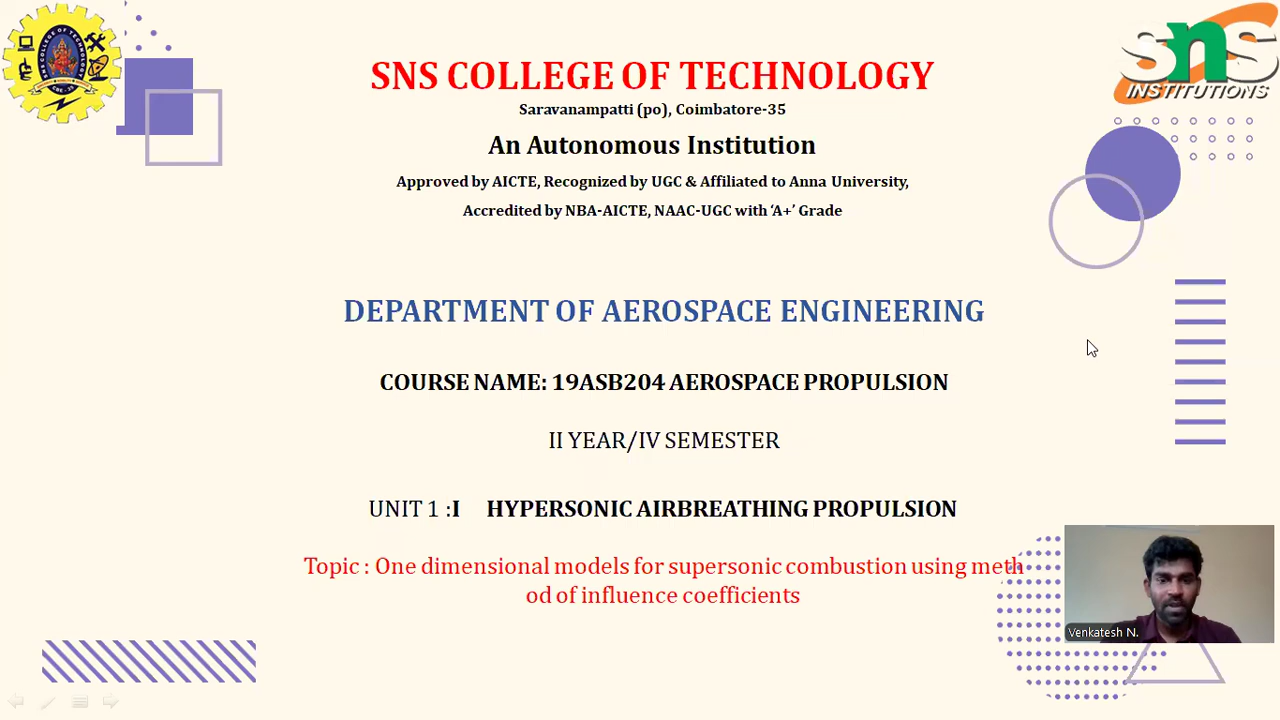 SNS COLLEGE OF TECHNOLOGY
Saravanampatti (po), Coimbatore-35
An Autonomous Institution
Approved by AICTE, Recognized by UGC & Affiliated to Anna University,
Accredited by NBA-AICTE, NAAC-UGC with ‘A+’ Grade
SNS
INSTITUTIONS
DEPARTMENT OF AEROSPACE ENGINEERING
COURSE NAME: 19ASB204 AEROSPACE PROPULSION
II YEAR/IV SEMESTER
UNIT 1 :I HYPERSONIC AIRBREATHING PROPULSION
Topic : One dimensional models for supersonic combustion using meth
od of influence coefficients
Venkatesh N.